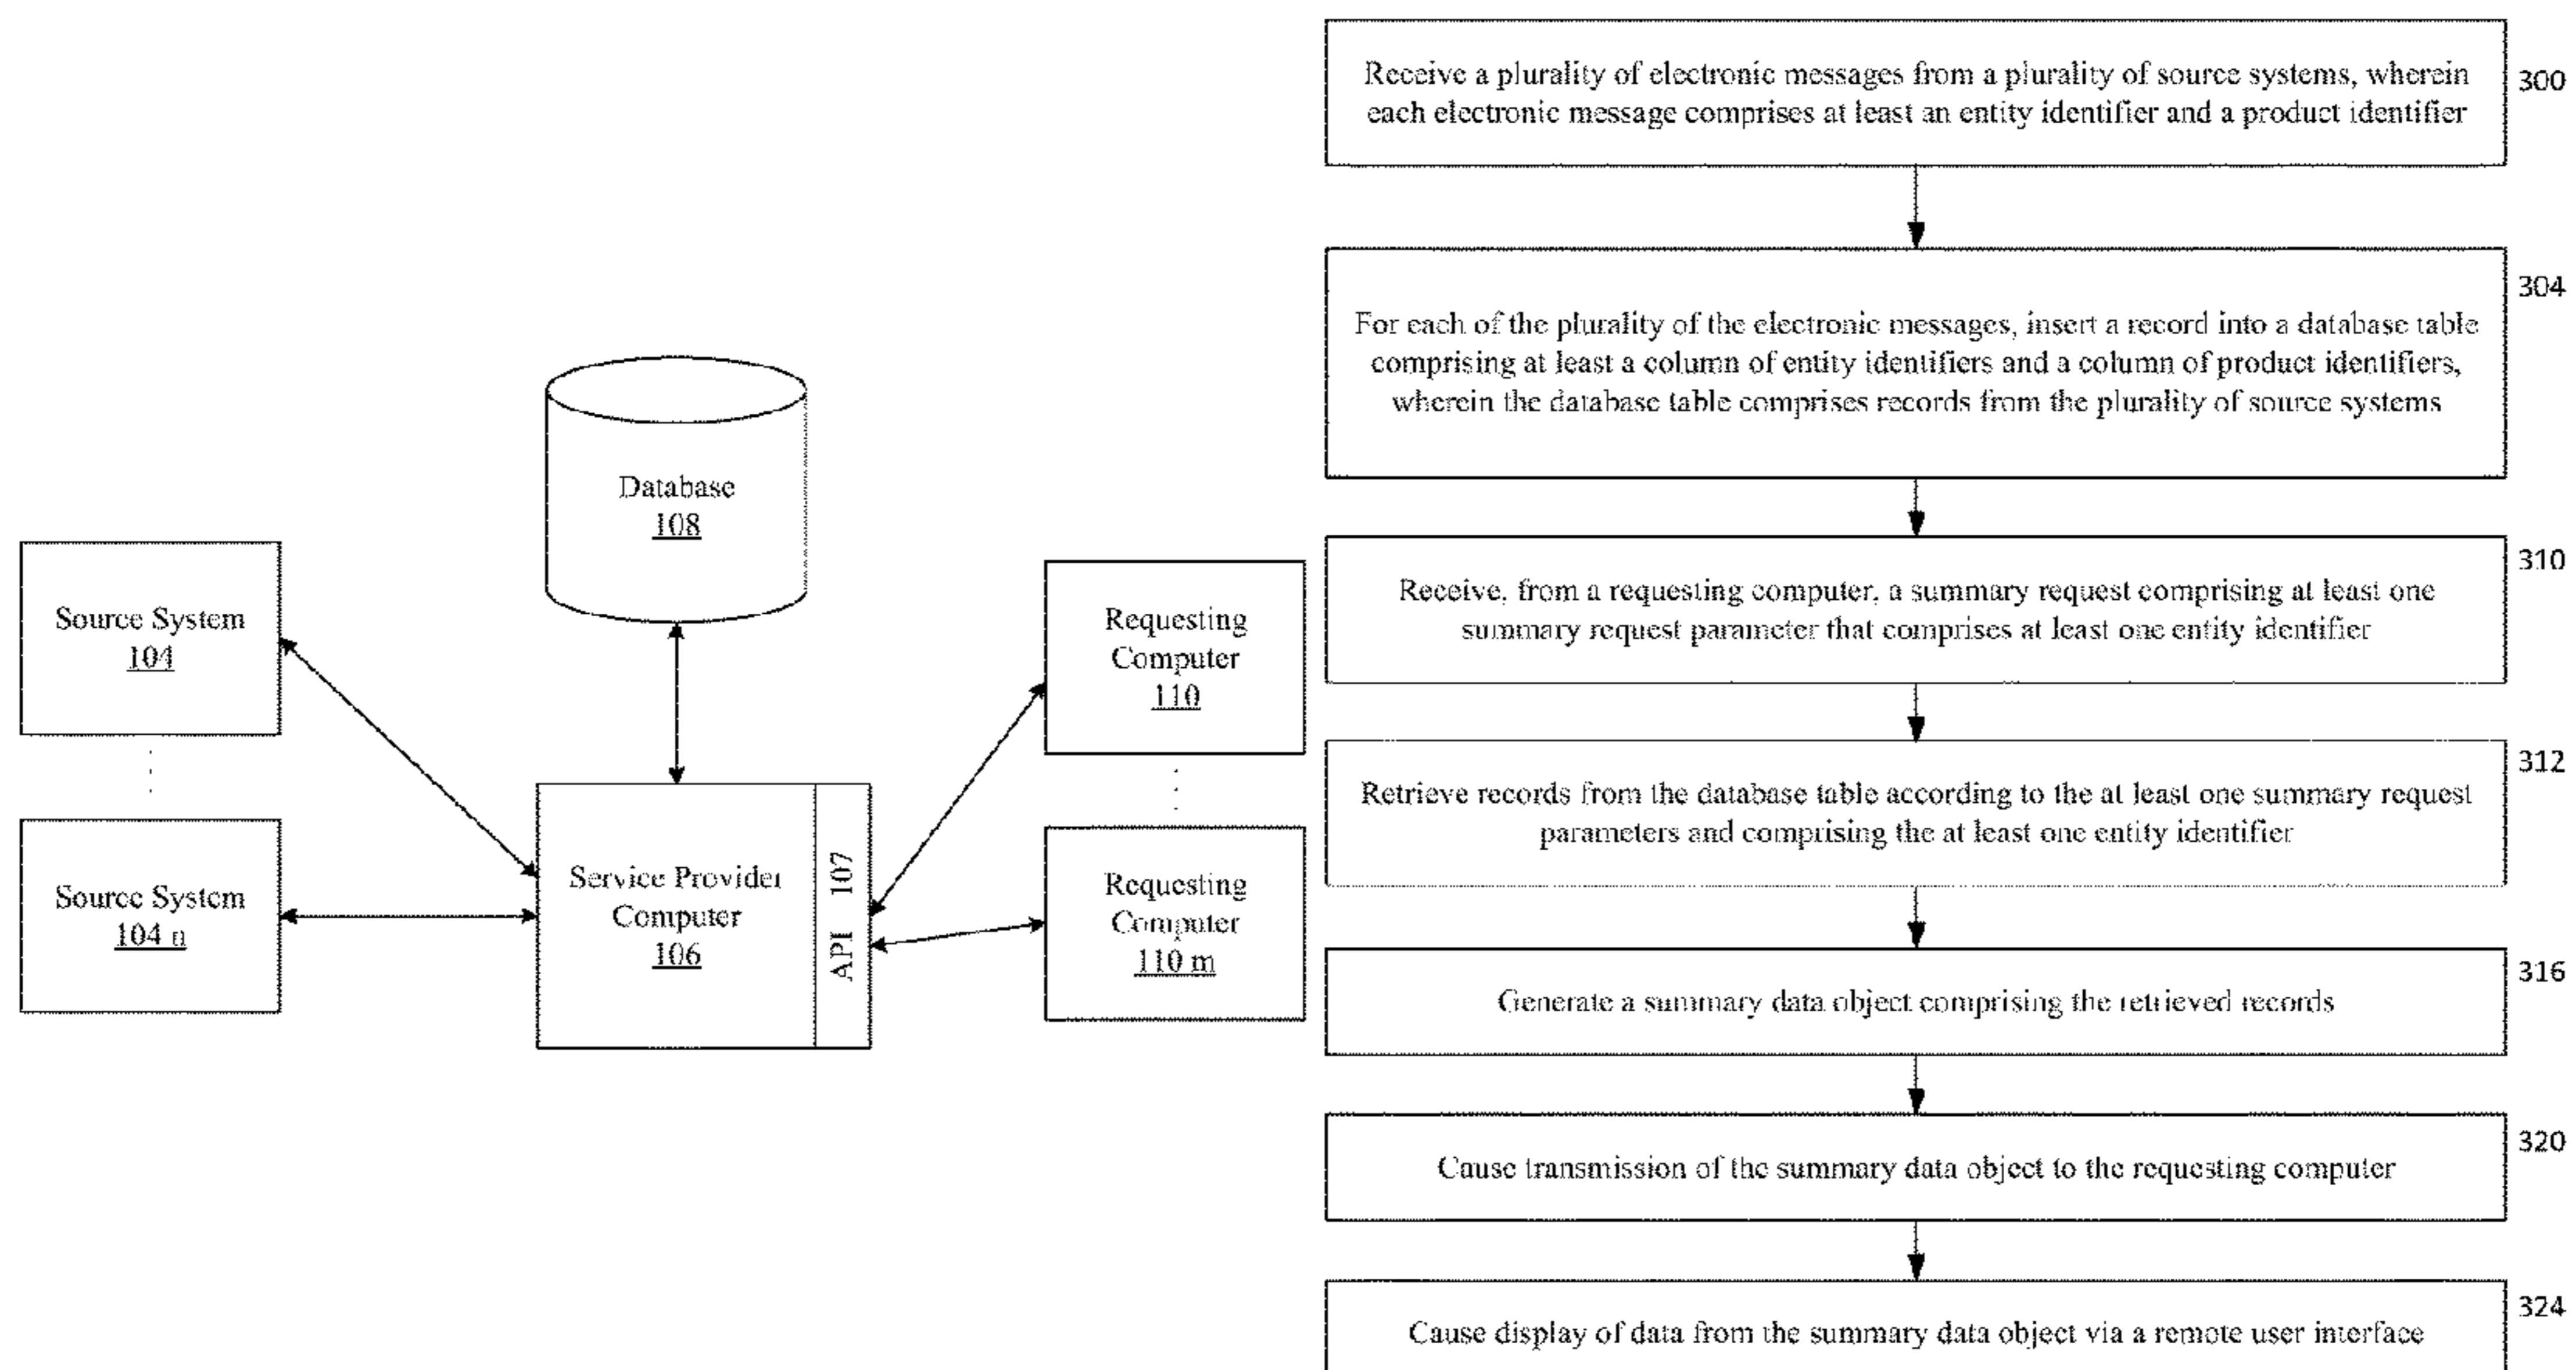 Database
108
Source System
104
Source System
104 n
Service Provider
Computer
106
API 107
Requesting
Computer
110
Requesting
Computer
110 m
Receive a plurality of electronic messages from a plurality of source systems, wherein
each electronic message comprises at least an entity identifier and a product identifier
300
For each of the plurality of the electronic messages, insert a record into a database table
comprising at least a column of entity identifiers and a column of product identifiers,
wherein the database table comprises records from the plurality of source systems
304
Receive, from a requesting computer, a summary request comprising at least one
summary request parameter that comprises at least one entity identifier
310
Retrieve records from the database table according to the at least one summary request
parameters and comprising the at least one entity identifier
312
Generate a summary data object comprising the retrieved records
316
Cause transmission of the summary data object to the requesting computer
320
Cause display of data from the summary data object via a remote user interface
324